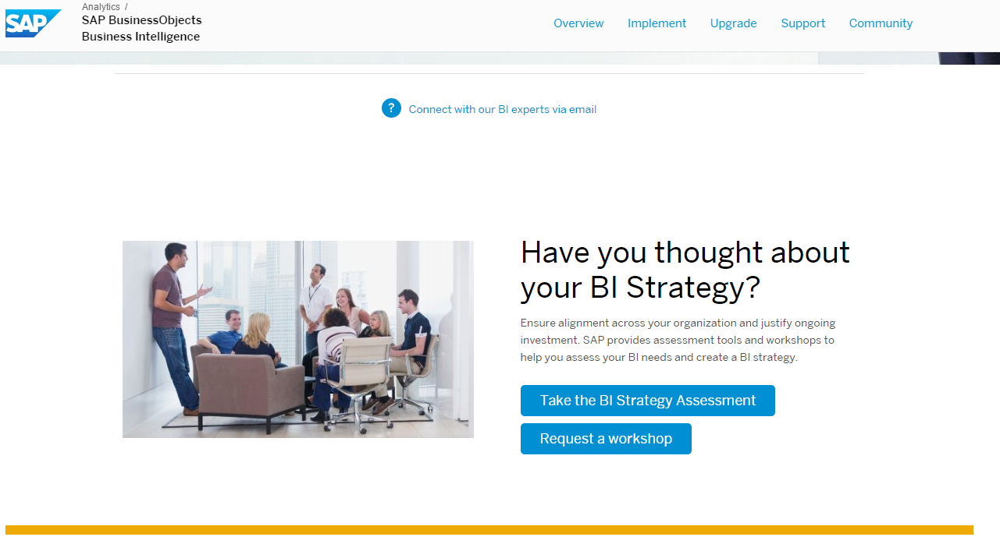 SAP
Analytics /
SAP BusinessObjects
Business Intelligence
Overview Implement Upgrade Support Community
? Connect with our BI experts via email
Have you thought about
your BI Strategy?
Ensure alignment across your organization and justify ongoing
investment. SAP provides assessment tools and workshops to
help you assess your BI needs and create a BI strategy.
Take the BI Strategy Assessment
Request a workshop